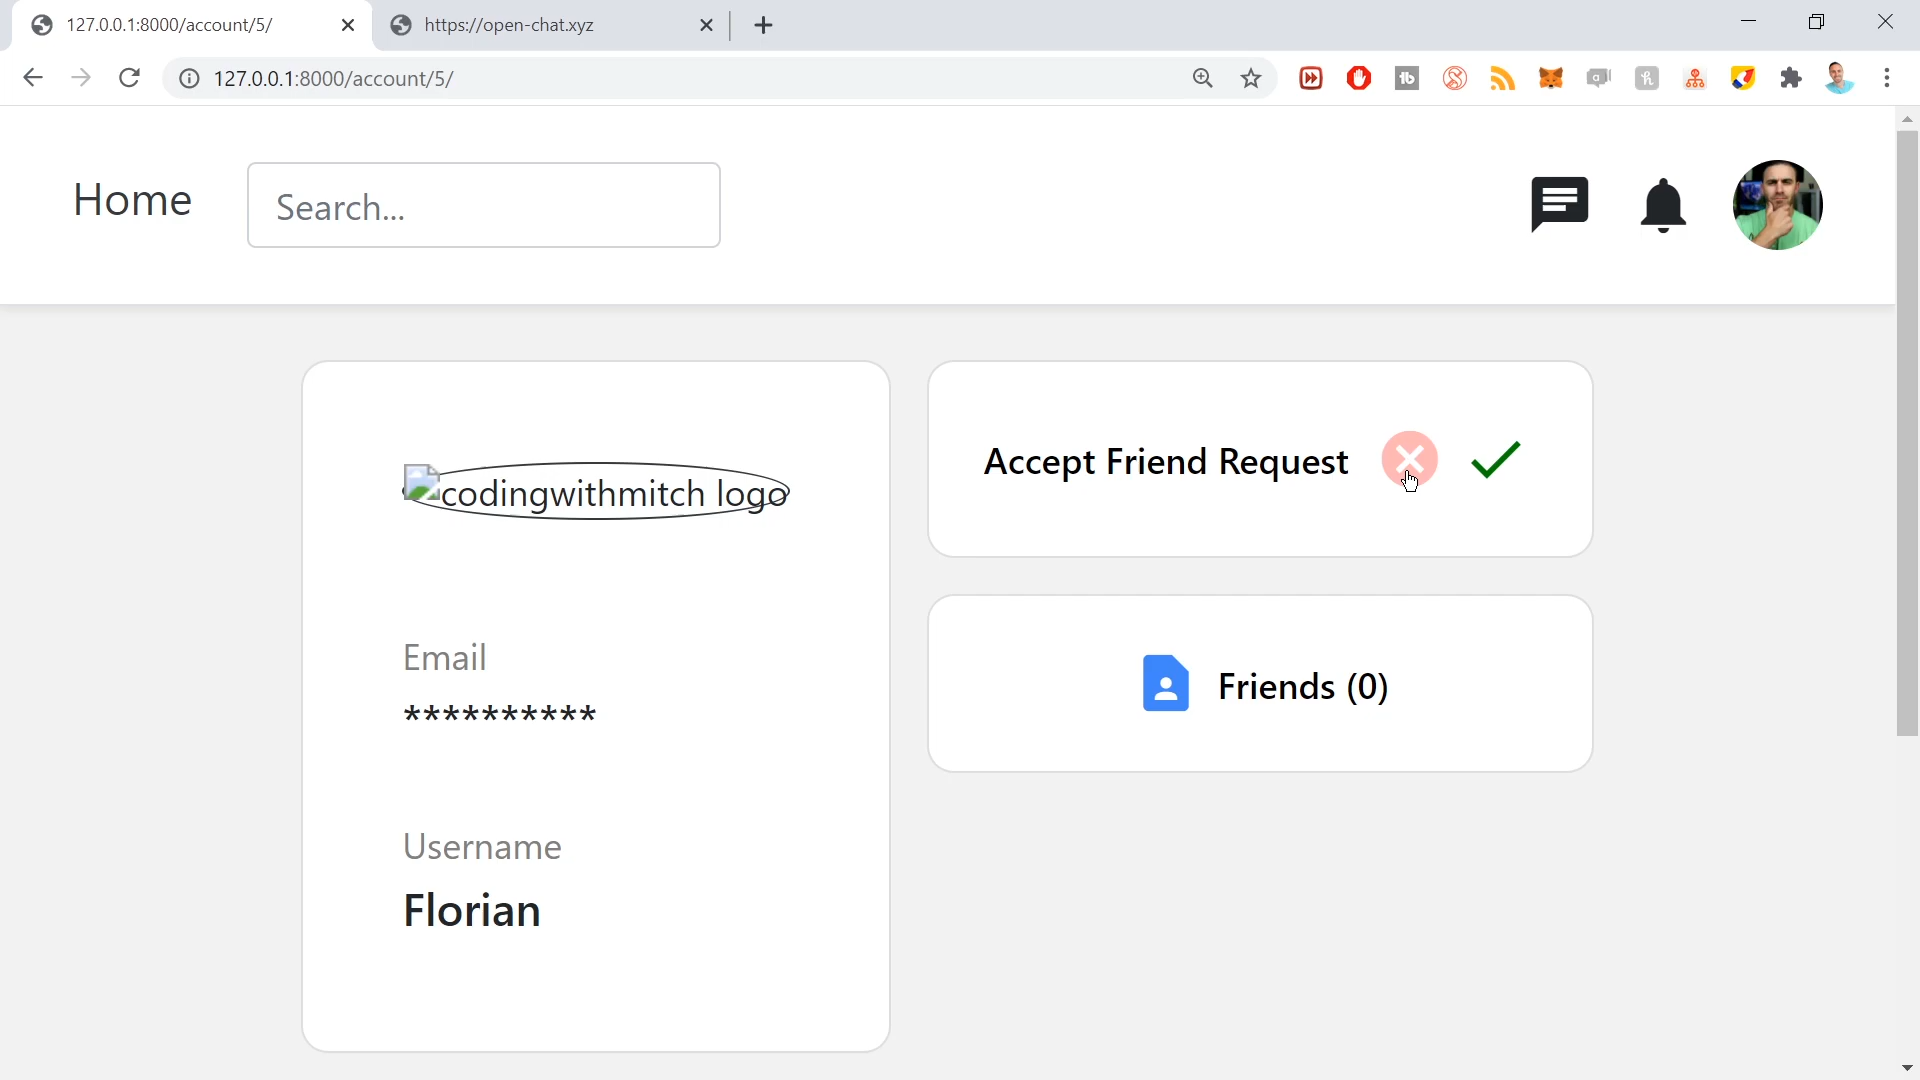 127.0.0.1:8000/account/5/
https://open-chat.xyz
127.0.0.1:8000/account/5/
Home
Search...
codingwithmitch logo
Accept Friend Request
Friends (0)
Email
**********
Username
Florian